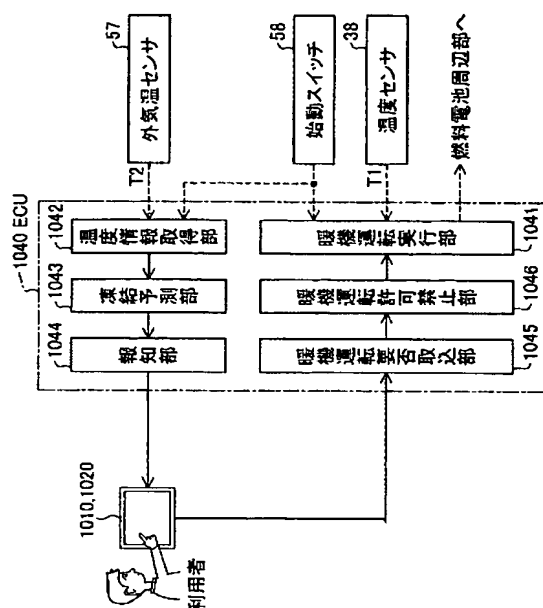 57
外気温センサ
58
始動スイッチ
38
温度センサ
T2
T1
燃料電池周辺部へ
1040 ECU
1042
温度情報取得部
1043
凍結予測部
1044
報知部
暖機運転実行部
1041
暖機運転許可禁止部
1046
暖機運転要否取込部
1045
1010,1020
利用者